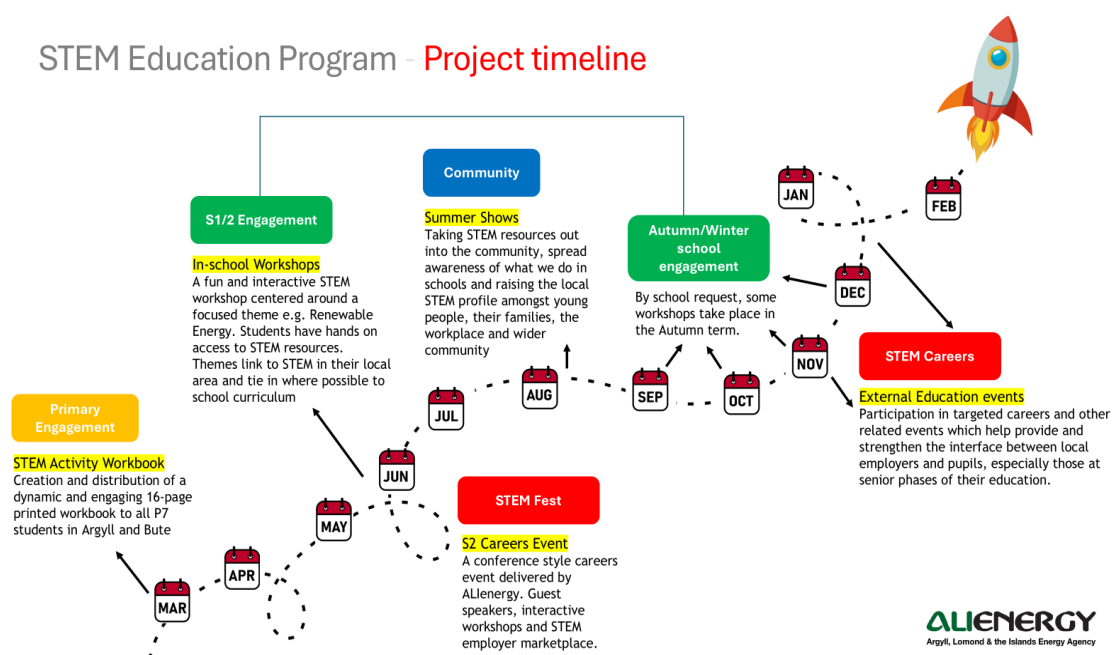 STEM Education Program - Project timeline
Primary
Engagement
STEM Activity Workbook
Creation and distribution of a
dynamic and engaging 16-page
printed workbook to all P7
students in Argyll and Bute
S1/2 Engagement
In-school Workshops
A fun and interactive STEM
workshop centered around a
focused theme e.g. Renewable
Energy. Students have hands on
access to STEM resources.
Themes link to STEM in their local
area and tie in where possible to
school curriculum
Community
Summer Shows
Taking STEM resources out
into the community, spread
awareness of what we do in
schools and raising the local
STEM profile amongst young
people, their families, the
workplace and wider
community
Autumn/Winter
school
engagement
By school request, some
workshops take place in
the Autumn term.
STEM Careers
External Education events
Participation in targeted careers and other
related events which help provide and
strengthen the interface between local
employers and pupils, especially those at
senior phases of their education.
STEM Fest
S2 Careers Event
A conference style careers
event delivered by
ALIenergy. Guest
speakers, interactive
workshops and STEM
employer marketplace.
MAR
APR
MAY
JUN
JUL
AUG
SEP
OCT
NOV
DEC
JAN
FEB
ALIENERGY
Argyll, Lomond & the Islands Energy Agency